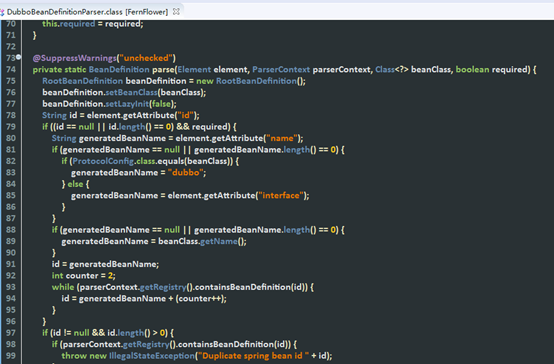 DubboBeanDefinitionParser.class [FernFlower]
70 this.required = required;
71 }
72
73 @SuppressWarnings("unchecked")
74 private static BeanDefinition parse(Element element, ParserContext parserContext, Class<?> beanClass, boolean required) {
75 RootBeanDefinition beanDefinition = new RootBeanDefinition();
76 beanDefinition.setBeanClass(beanClass);
77 beanDefinition.setLazyInit(false);
78 String id = element.getAttribute("id");
79 if ((id == null || id.length() == 0) && required) {
80 String generatedBeanName = element.getAttribute("name");
81 if (generatedBeanName == null || generatedBeanName.length() == 0) {
82 if (ProtocolConfig.class.equals(beanClass)) {
83 generatedBeanName = "dubbo";
84 } else {
85 generatedBeanName = element.getAttribute("interface");
86 }
87 }
88 if (generatedBeanName == null || generatedBeanName.length() == 0) {
89 generatedBeanName = beanClass.getName();
90 }
91 id = generatedBeanName;
92 int counter = 2;
93 while (parserContext.getRegistry().containsBeanDefinition(id)) {
94 id = generatedBeanName + (counter++);
95 }
96 }
97 if (id != null && id.length() > 0) {
98 if (parserContext.getRegistry().containsBeanDefinition(id)) {
99 throw new IllegalStateException("Duplicate spring bean id " + id);